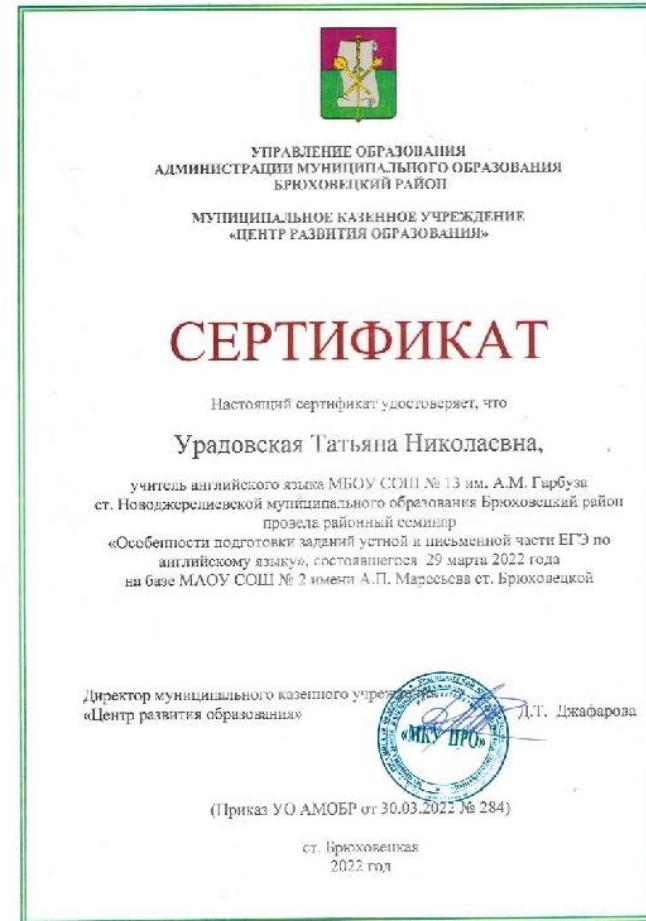 УПРАВЛЕНИЕ ОБРАЗОВАНИЯ
АДМИНИСТРАЦИИ МУНИЦИПАЛЬНОГО ОБРАЗОВАНИЯ
БРЮХОВЕЦКИЙ РАЙОН
МУНИЦИПАЛЬНОЕ КАЗЕННОЕ УЧРЕЖДЕНИЕ
«ЦЕНТР РАЗВИТИЯ ОБРАЗОВАНИЯ»
СЕРТИФИКАТ
Настоящий сертификат удостоверяет, что
Урадовская Татьяна Николаевна,
учитель английского языка МБОУ СОШ № 13 им. А.М. Гарбуза
ст. Новоджерелиевской муниципального образования Брюховецкий район
провела районный семинар
«Особенности подготовки заданий устной и письменной части ЕГЭ по
английскому языку», состоявшегося 29 марта 2022 года
на базе МАОУ СОШ № 2 имени А.П. Маресьева ст. Брюховецкой
Директор муниципального казенного учреждения
«Центр развития образования» Д.Т. Джафарова
«МКУ ЦРО»
(Приказ УО АМОБР от 30.03.2022 № 284)
ст. Брюховецкая
2022 год